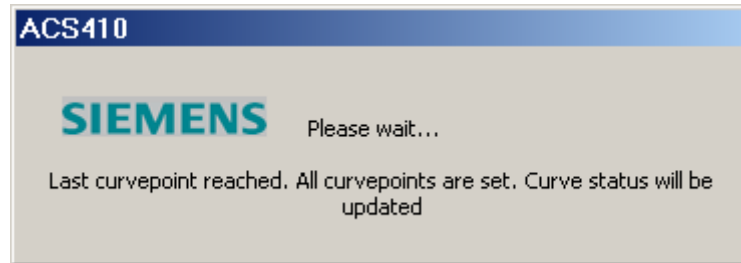 ACS410
SIEMENS Please wait...
Last curvepoint reached. All curvepoints are set. Curve status will be
updated